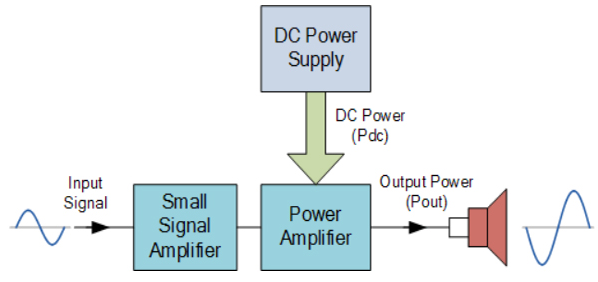 DC Power
Supply
DC Power
(Pdc)
Input
Signal
Small
Signal
Amplifier
Power
Amplifier
Output Power
(Pout)